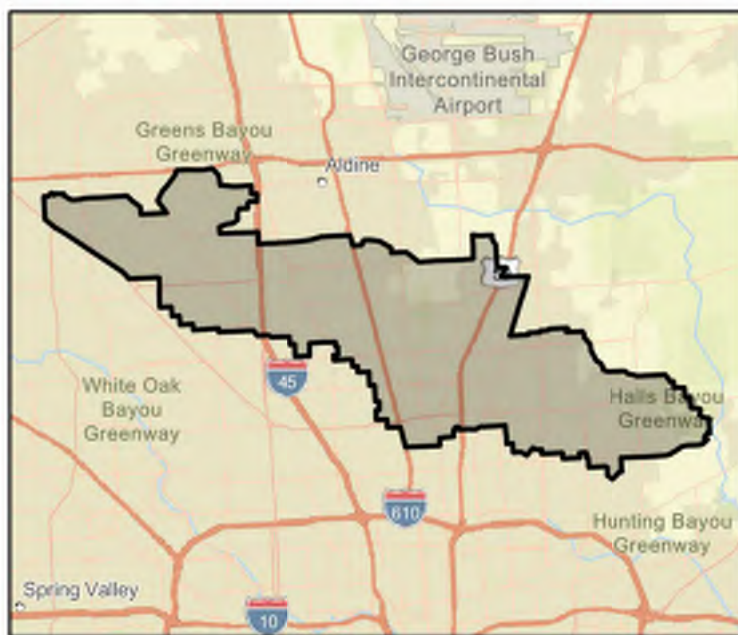 George Bush
Intercontinental
Airport
Greens Bayou
Greenway
Aldine
45
White Oak
Bayou
Greenway
Halls Bayou
Greenway
610
Hunting Bayou
Greenway
Spring Valley
10